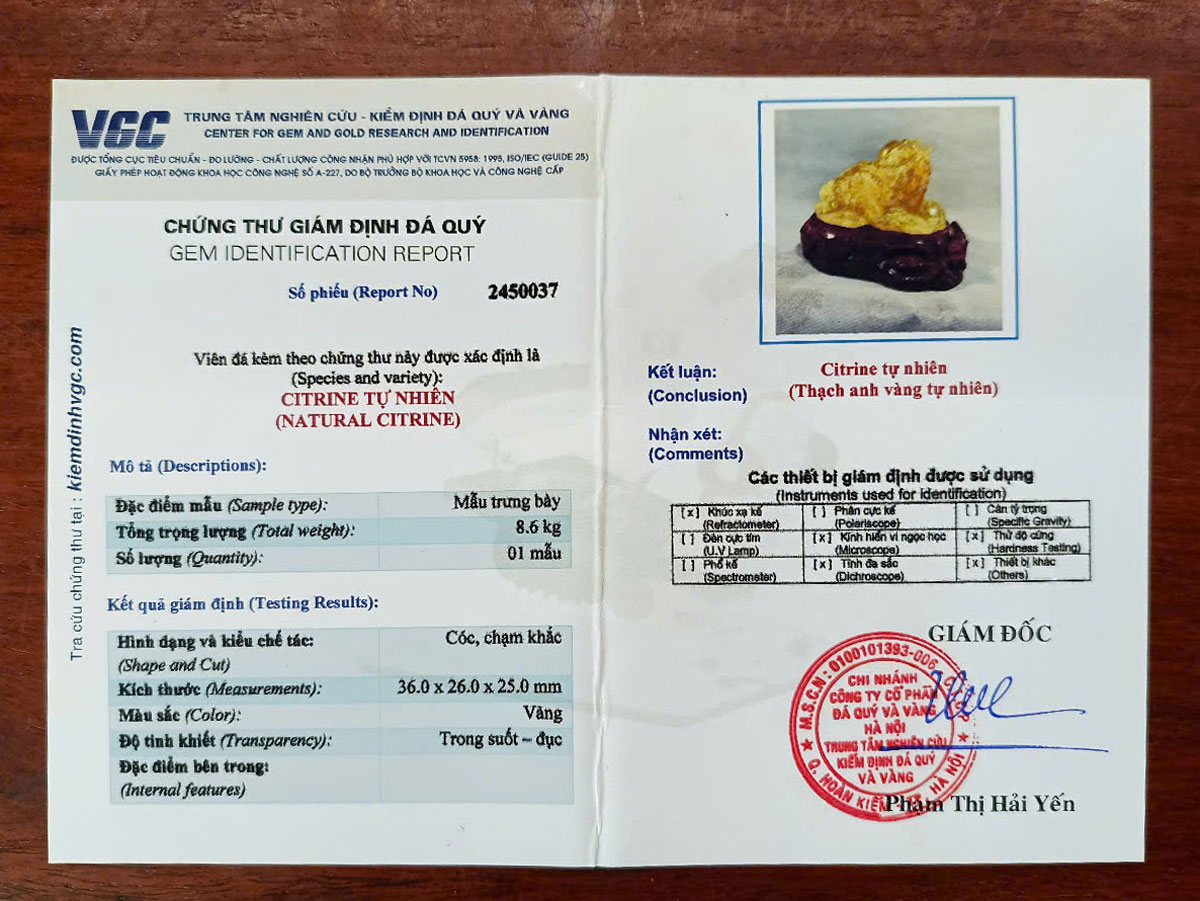 VGC
TRUNG TÂM NGHIÊN CỨU - KIỂM ĐỊNH ĐÁ QUÝ VÀ VÀNG
CENTER FOR GEM AND GOLD RESEARCH AND IDENTIFICATION
ĐƯỢC TỔNG CỤC TIÊU CHUẨN - ĐO LƯỜNG - CHẤT LƯỢNG CÔNG NHẬN PHÙ HỢP VỚI TCVN 5958: 1995, ISO/IEC (GUIDE 25)
GIẤY PHÉP HOẠT ĐỘNG KHOA HỌC CÔNG NGHỆ SỐ A-227, DO BỘ TRƯỞNG BỘ KHOA HỌC VÀ CÔNG NGHỆ CẤP
CHỨNG THƯ GIÁM ĐỊNH ĐÁ QUÝ
GEM IDENTIFICATION REPORT
Số phiếu (Report No) 2450037
Viên đá kèm theo chứng thư này được xác định là
(Species and variety):
CITRINE TỰ NHIÊN
(NATURAL CITRINE)
Mô tả (Descriptions):
Đặc điểm mẫu (Sample type): Mẫu trưng bày
Tổng trọng lượng (Total weight): 8.6 kg
Số lượng (Quantity): 01 mẫu
Kết quả giám định (Testing Results):
Hình dạng và kiểu chế tác: Cóc, chạm khắc
(Shape and Cut)
Kích thước (Measurements): 36.0 x 26.0 x 25.0 mm
Màu sắc (Color): Vàng
Độ tinh khiết (Transparency): Trong suốt – đục
Đặc điểm bên trong:
(Internal features)
Tra cứu chứng thư tại : kiemdinhvgc.com
Kết luận: Citrine tự nhiên
(Conclusion) (Thạch anh vàng tự nhiên)
Nhận xét:
(Comments)
Các thiết bị giám định được sử dụng
(Instruments used for identification)
[x] Khúc xạ kế [ ] Phân cực kế [ ] Cân tỷ trọng
(Refractometer) (Polariscope) (Specific Gravity)
[ ] Đèn cực tím [x] Kính hiển vi ngọc học [x] Thử độ cứng
(U.V Lamp) (Microscope) (Hardness Testing)
[ ] Phổ kế [x] Tính đa sắc [x] Thiết bị khác
(Spectrometer) (Dichroscope) (Others)
GIÁM ĐỐC
M.S.C.N: 0100101393-006
CHI NHÁNH
CÔNG TY CỔ PHẦN
ĐÁ QUÝ VÀ VÀNG
HÀ NỘI
TRUNG TÂM NGHIÊN CỨU
KIỂM ĐỊNH ĐÁ QUÝ
VÀ VÀNG
Q. HOÀN KIẾM HÀ NỘI
Phạm Thị Hải Yến